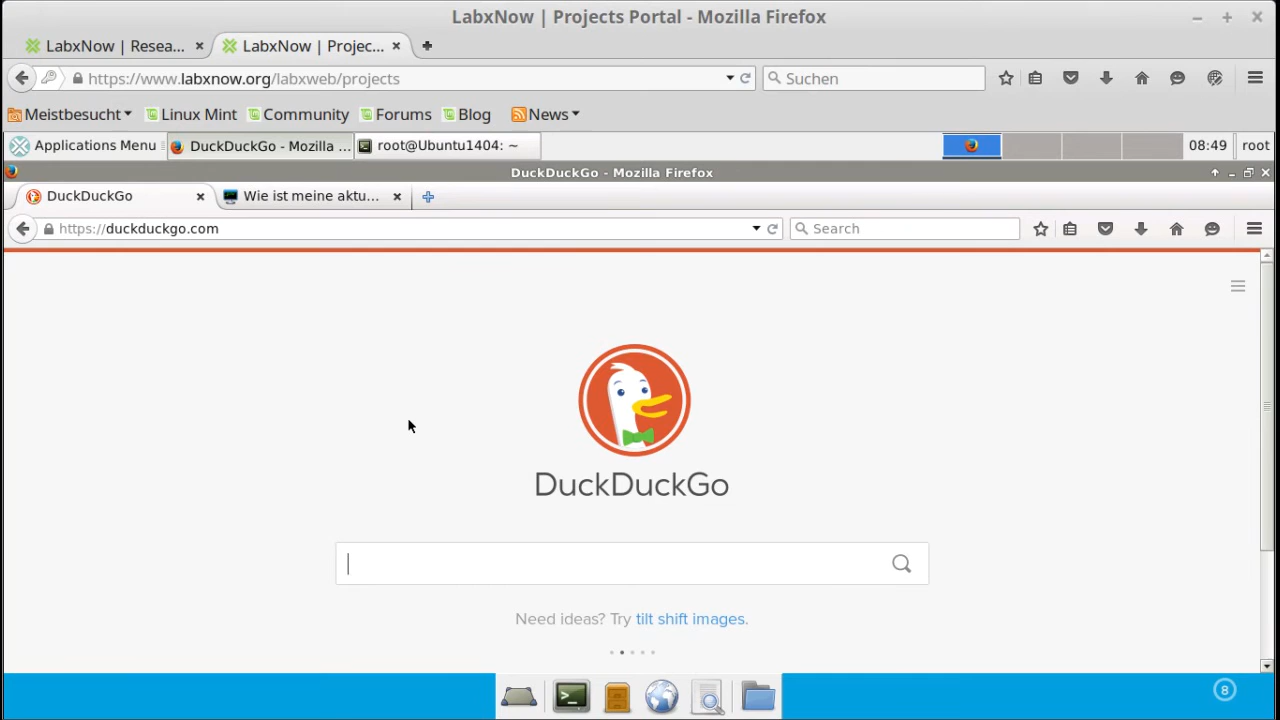 LabxNow | Projects Portal - Mozilla Firefox
LabxNow | Resea...
LabxNow | Projec...
https://www.labxnow.org/labxweb/projects
Suchen
Meistbesucht
Linux Mint
Community
Forums
Blog
News
Applications Menu
DuckDuckGo - Mozilla ...
root@Ubuntu1404: ~
08:49
root
DuckDuckGo - Mozilla Firefox
DuckDuckGo
Wie ist meine aktu...
https://duckduckgo.com
Search
DuckDuckGo
Need ideas? Try tilt shift images.
8